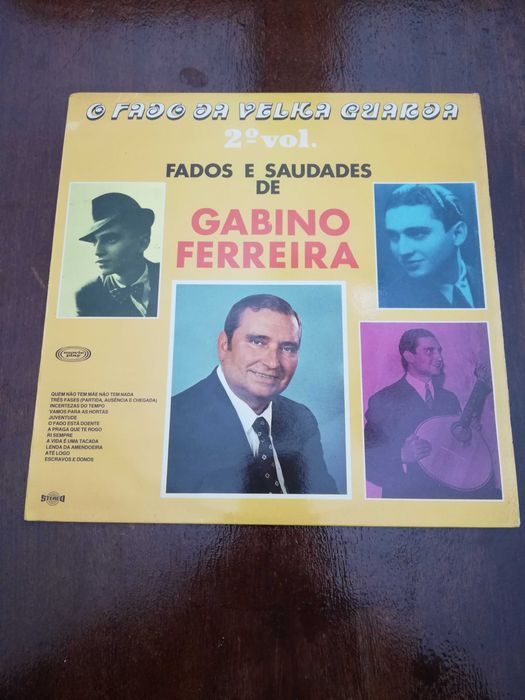 O FADO DA VELHA GUARDA
2º vol.
FADOS E SAUDADES
DE
GABINO
FERREIRA
QUEM NÃO TEM MÃE NÃO TEM NADA
TRÊS FASES (PARTIDA, AUSÊNCIA E CHEGADA)
INCERTEZAS DO TEMPO
VAMOS PARA AS HORTAS
JUVENTUDE
O FADO ESTÁ DOENTE
A PRAGA QUE TE ROGO
RI SEMPRE
A VIDA É UMA TACADA
LENDA DA AMENDOEIRA
ATÉ LOGO
ESCRAVOS E DONOS
STEREO